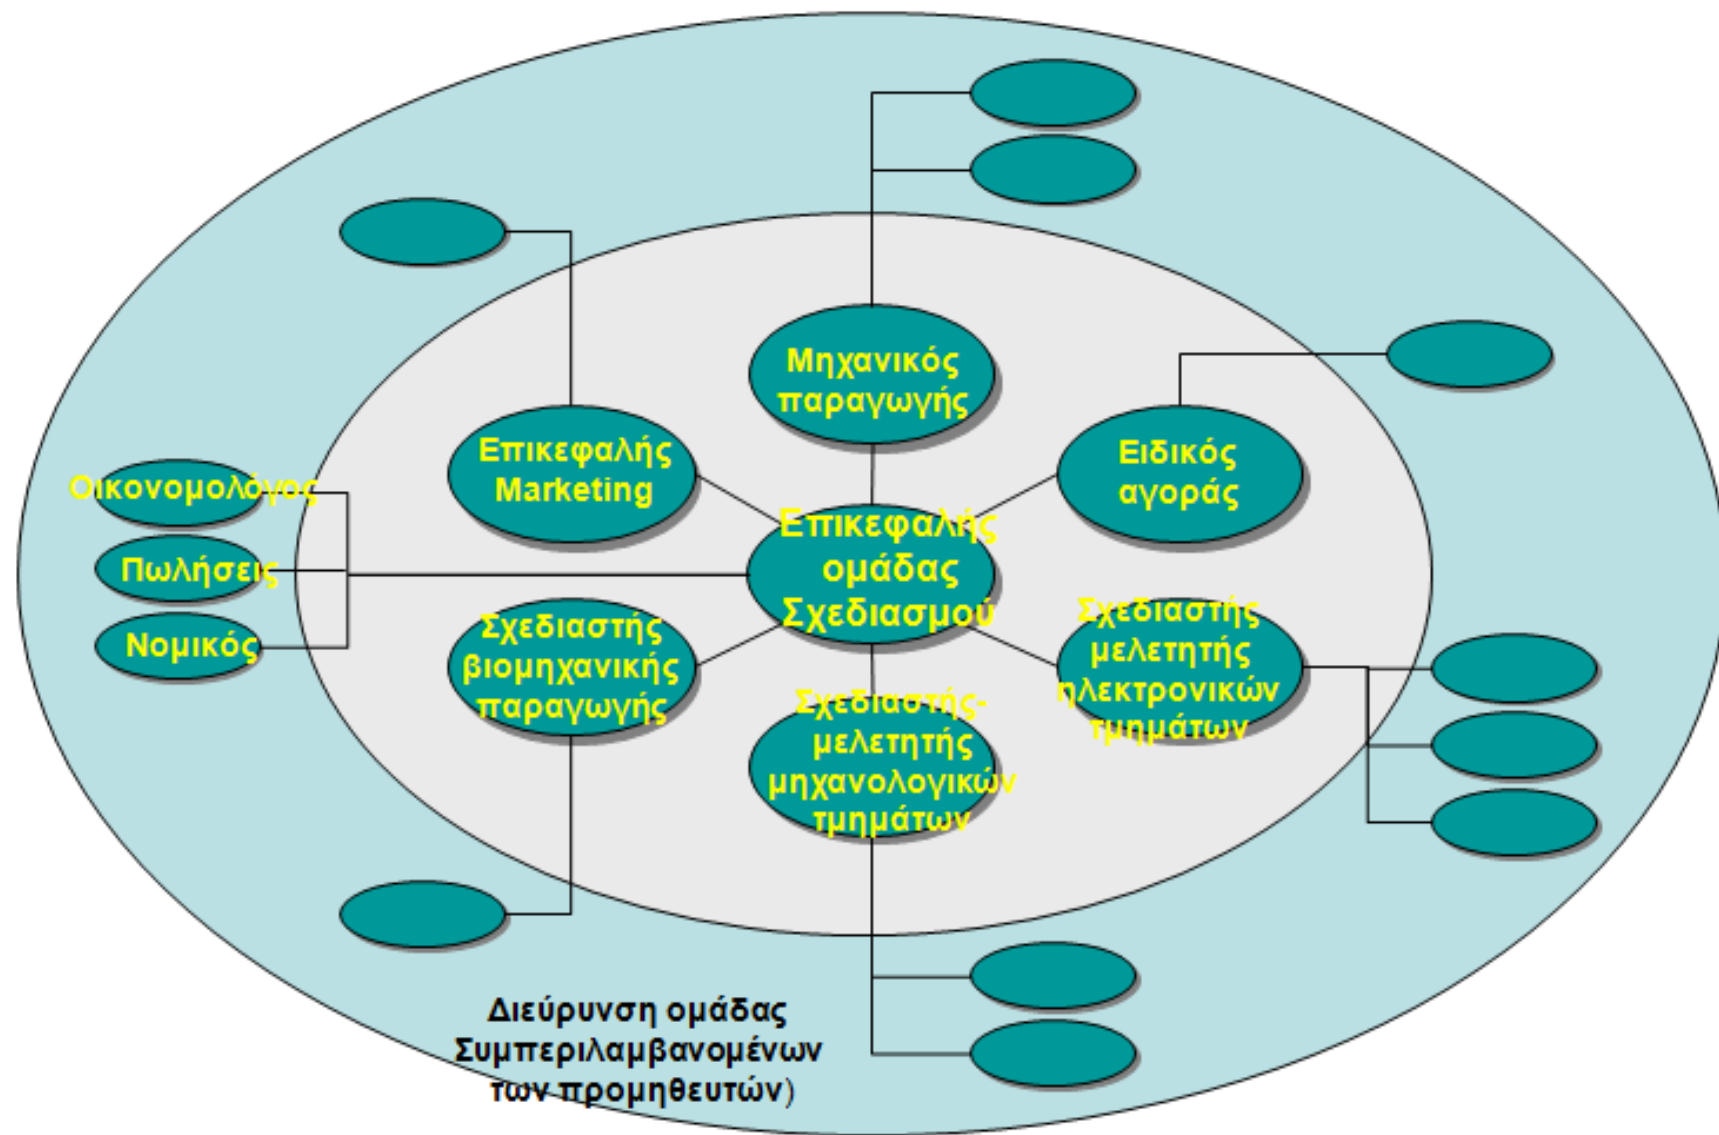 Μηχανικός
παραγωγής
Επικεφαλής
Marketing
Ειδικός
αγοράς
Οικονομολόγος
Πωλήσεις
Νομικός
Επικεφαλής
ομάδας
Σχεδιασμού
Σχεδιαστής
βιομηχανικής
παραγωγής
Σχεδιαστής-
μελετητής
μηχανολογικών
τμημάτων
Σχεδιαστής
μελετητής
ηλεκτρονικών
τμημάτων
Διεύρυνση ομάδας
Συμπεριλαμβανομένων
των προμηθευτών)